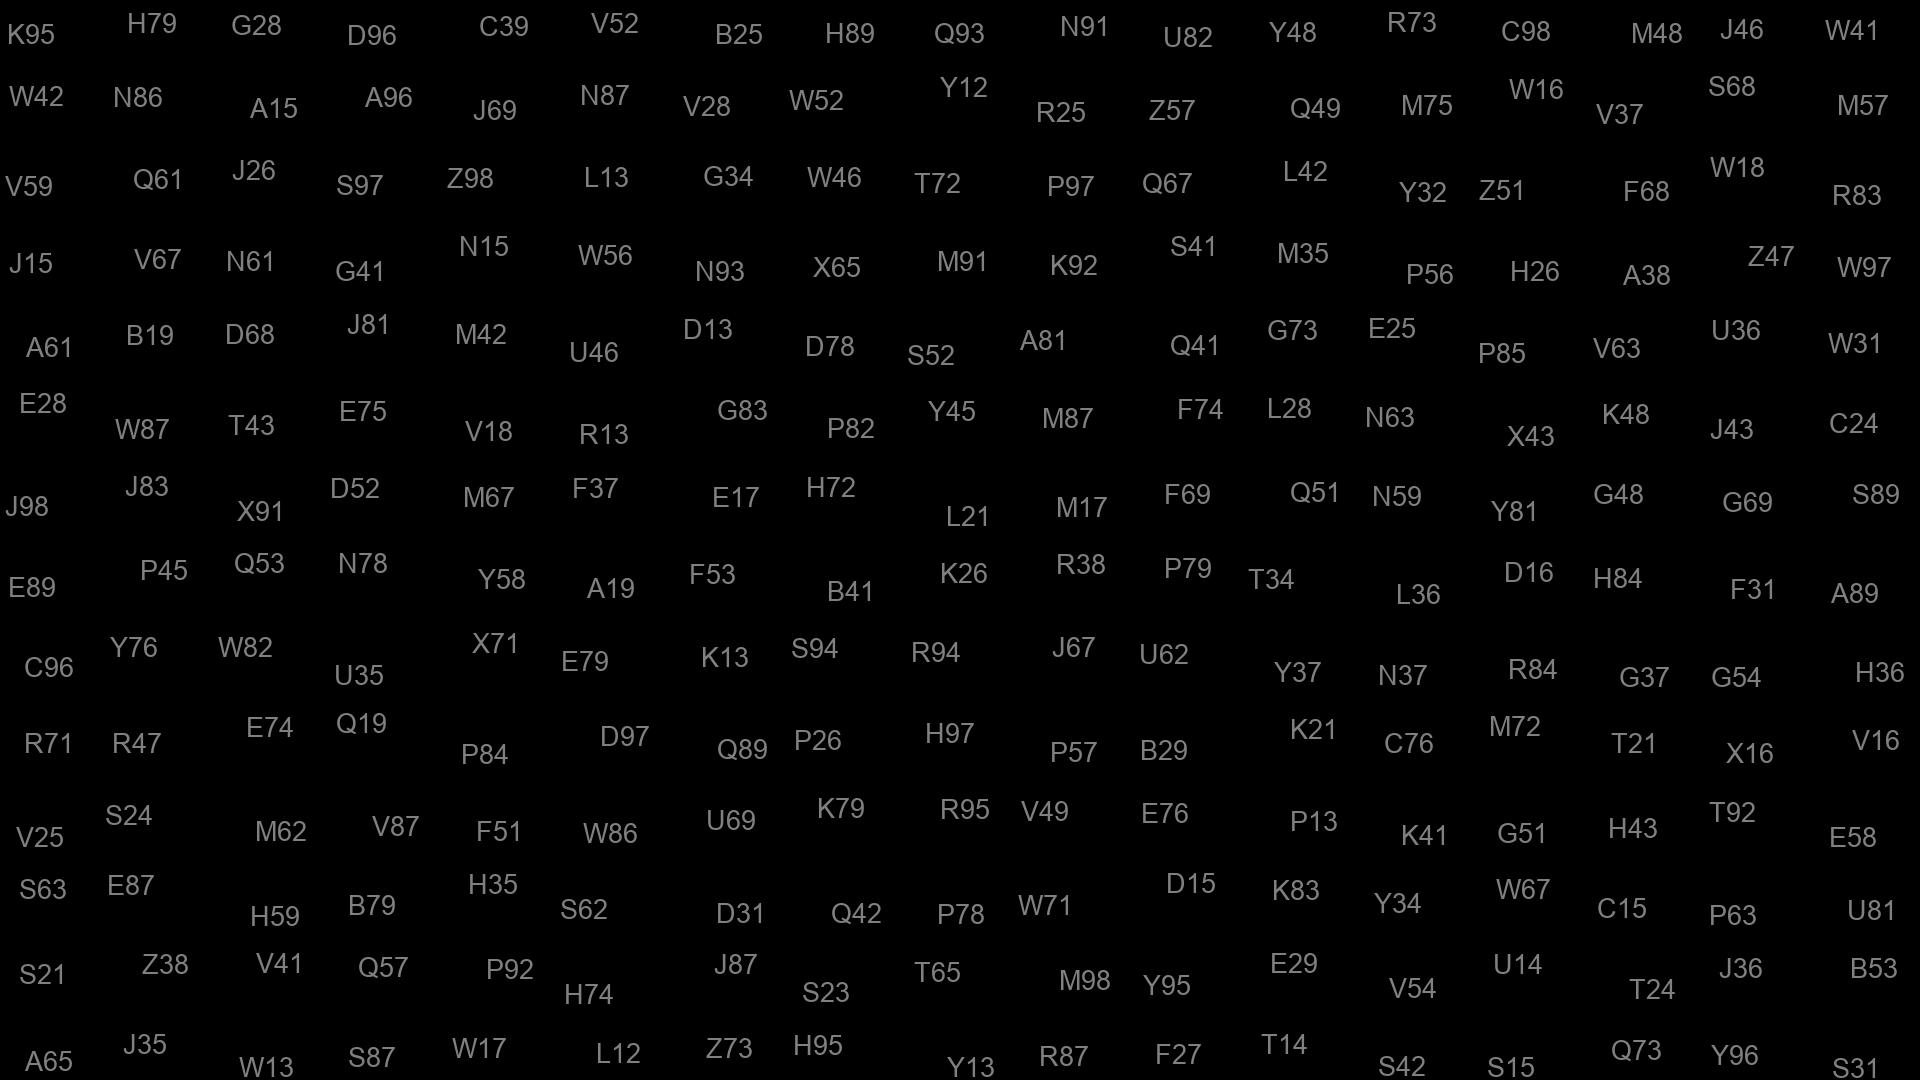 K95 H79 G28 D96 C39 V52 B25 H89 Q93 N91 U82 Y48 R73 C98 M48 J46 W41
W42 N86 A15 A96 J69 N87 V28 W52 Y12 R25 Z57 Q49 M75 W16 V37 S68 M57
V59 Q61 J26 S97 Z98 L13 G34 W46 T72 P97 Q67 L42 Y32 Z51 F68 W18 R83
J15 V67 N61 G41 N15 W56 N93 X65 M91 K92 S41 M35 P56 H26 A38 Z47 W97
A61 B19 D68 J81 M42 U46 D13 D78 S52 A81 Q41 G73 E25 P85 V63 U36 W31
E28 W87 T43 E75 V18 R13 G83 P82 Y45 M87 F74 L28 N63 X43 K48 J43 C24
J98 J83 X91 D52 M67 F37 E17 H72 L21 M17 F69 Q51 N59 Y81 G48 G69 S89
E89 P45 Q53 N78 Y58 A19 F53 B41 K26 R38 P79 T34 L36 D16 H84 F31 A89
C96 Y76 W82 U35 X71 E79 K13 S94 R94 J67 U62 Y37 N37 R84 G37 G54 H36
R71 R47 E74 Q19 P84 D97 Q89 P26 H97 P57 B29 K21 C76 M72 T21 X16 V16
V25 S24 M62 V87 F51 W86 U69 K79 R95 V49 E76 P13 K41 G51 H43 T92 E58
S63 E87 H59 B79 H35 S62 D31 Q42 P78 W71 D15 K83 Y34 W67 C15 P63 U81
S21 Z38 V41 Q57 P92 H74 J87 S23 T65 M98 Y95 E29 V54 U14 T24 J36 B53
A65 J35 W13 S87 W17 L12 Z73 H95 Y13 R87 F27 T14 S42 S15 Q73 Y96 S31